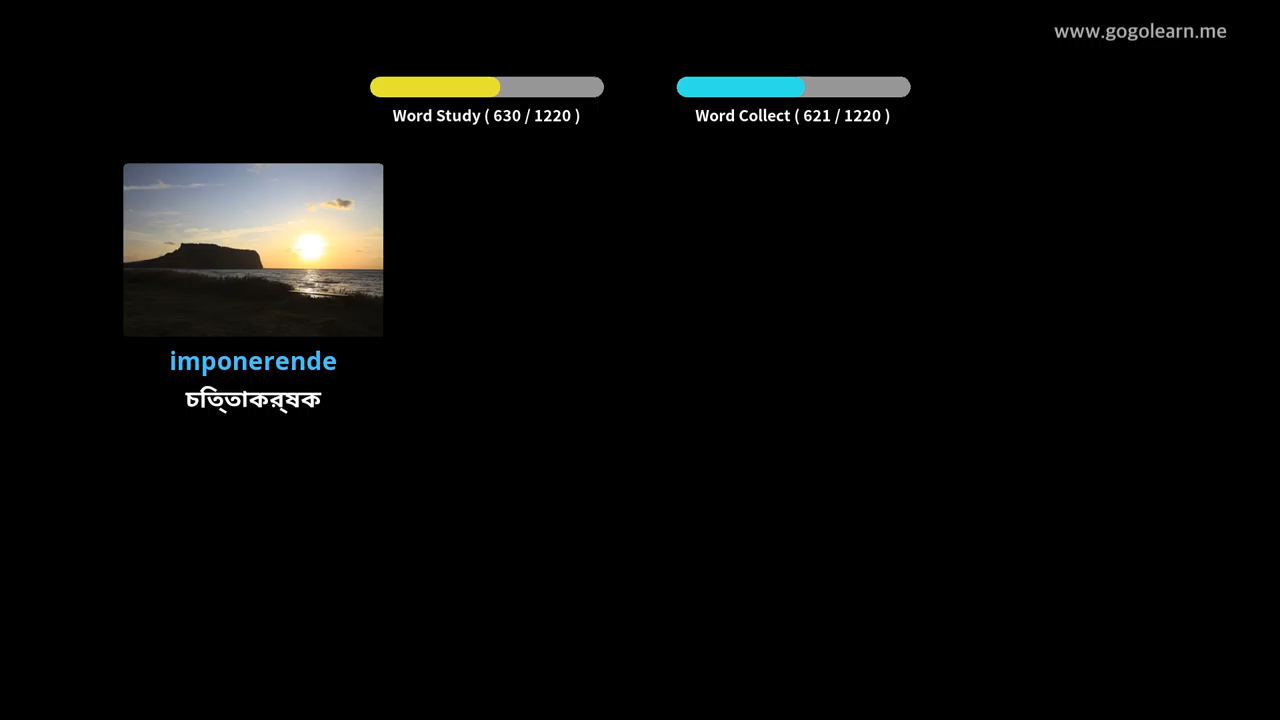 www.gogolearn.me
Word Study ( 630 / 1220 )
Word Collect ( 621 / 1220 )
imponerende
চিত্তাকর্ষক